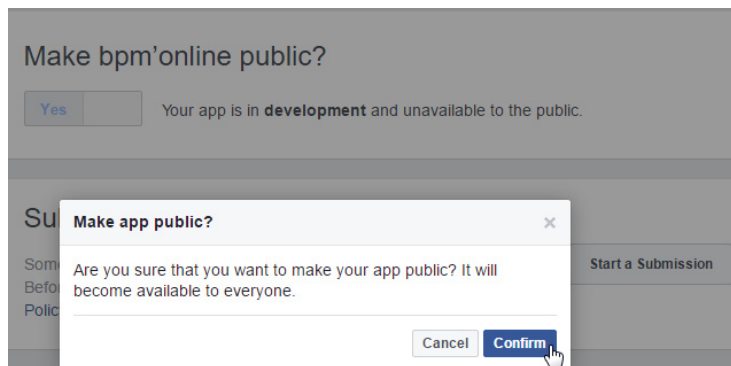 Make bpm'online public?
Yes
Your app is in development and unavailable to the public.
Make app public?
Are you sure that you want to make your app public? It will
become available to everyone.
Start a Submission
Cancel Confirm